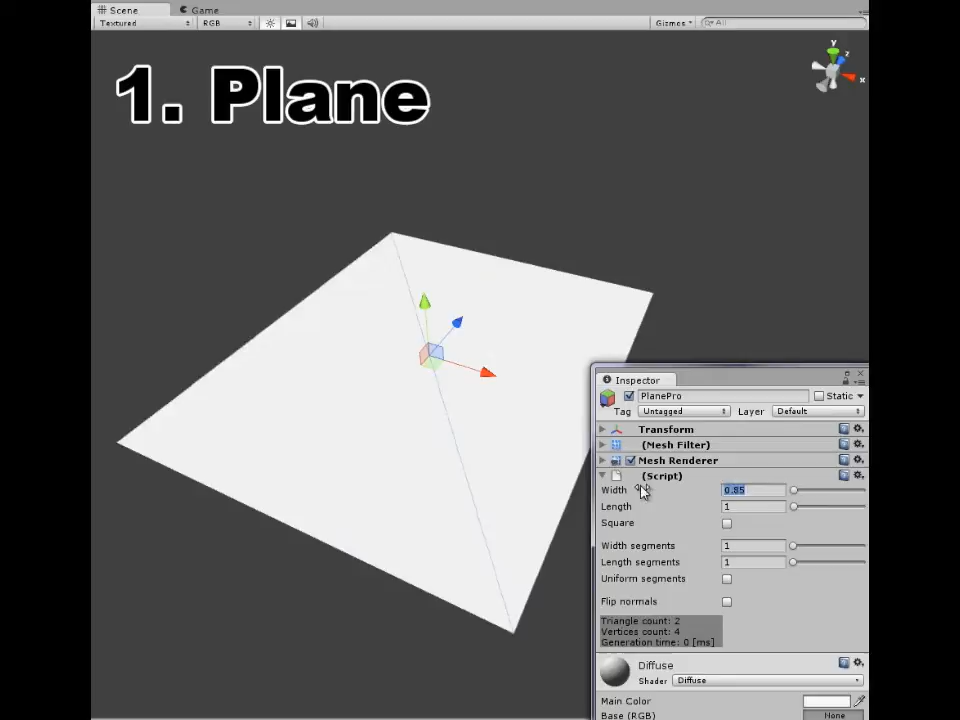 Scene Game
Textured RGB Gizmos All
y
z
x
1. Plane
Inspector
PlanePro Static
Tag Untagged Layer Default
Transform
(Mesh Filter)
Mesh Renderer
(Script)
Width 0.85
Length 1
Square
Width segments 1
Length segments 1
Uniform segments
Flip normals
Triangle count: 2
Vertices count: 4
Generation time: 0 [ms]
Diffuse
Shader Diffuse
Main Color
Base (RGB) None